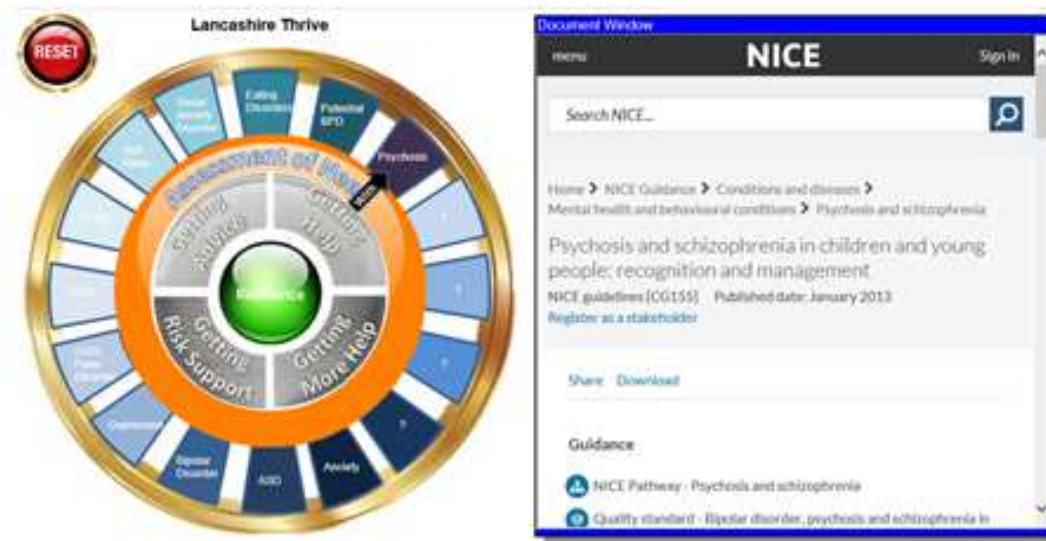 Lancashire Thrive
RESET
Eating
Disorders
Potential
BPD
Psychosis
?
?
?
?
Anxiety
ASD
Bipolar
Disorder
Depression
Social
Anxiety
Disorder
Assessment of
Getting
Advice
Getting
Help
Getting
More Help
Getting
Risk Support
Resilience
Document Window
menu
NICE
Sign in
Search NICE...
Home > NICE Guidance > Conditions and diseases >
Mental health and behavioural conditions > Psychosis and schizophrenia
Psychosis and schizophrenia in children and young
people: recognition and management
NICE guidelines [CG155] Published date: January 2013
Register as a stakeholder
Share Download
Guidance
NICE Pathway - Psychosis and schizophrenia
Quality standard - Bipolar disorder, psychosis and schizophrenia in